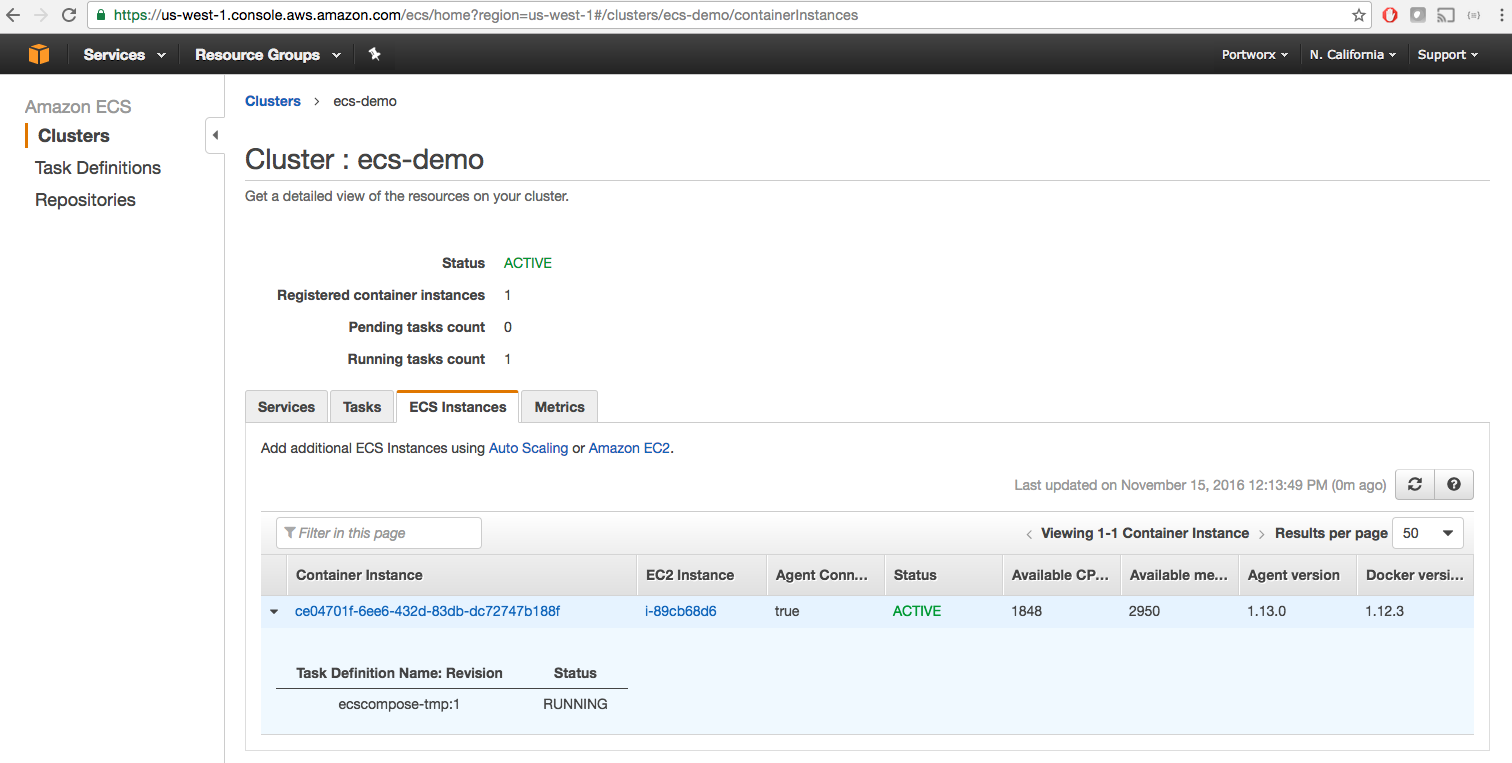 https://us-west-1.console.aws.amazon.com/ecs/home?region=us-west-1#/clusters/ecs-demo/containerInstances
Services Resource Groups Portworx N. California Support
Amazon ECS
Clusters
Task Definitions
Repositories
Clusters > ecs-demo
Cluster : ecs-demo
Get a detailed view of the resources on your cluster.
Status ACTIVE
Registered container instances 1
Pending tasks count 0
Running tasks count 1
Services Tasks ECS Instances Metrics
Add additional ECS Instances using Auto Scaling or Amazon EC2.
Last updated on November 15, 2016 12:13:49 PM (0m ago)
Filter in this page < Viewing 1-1 Container Instance > Results per page 50
Container Instance EC2 Instance Agent Conn... Status Available CP... Available me... Agent version Docker versi...
ce04701f-6ee6-432d-83db-dc72747b188f i-89cb68d6 true ACTIVE 1848 2950 1.13.0 1.12.3
Task Definition Name: Revision Status
ecscompose-tmp:1 RUNNING